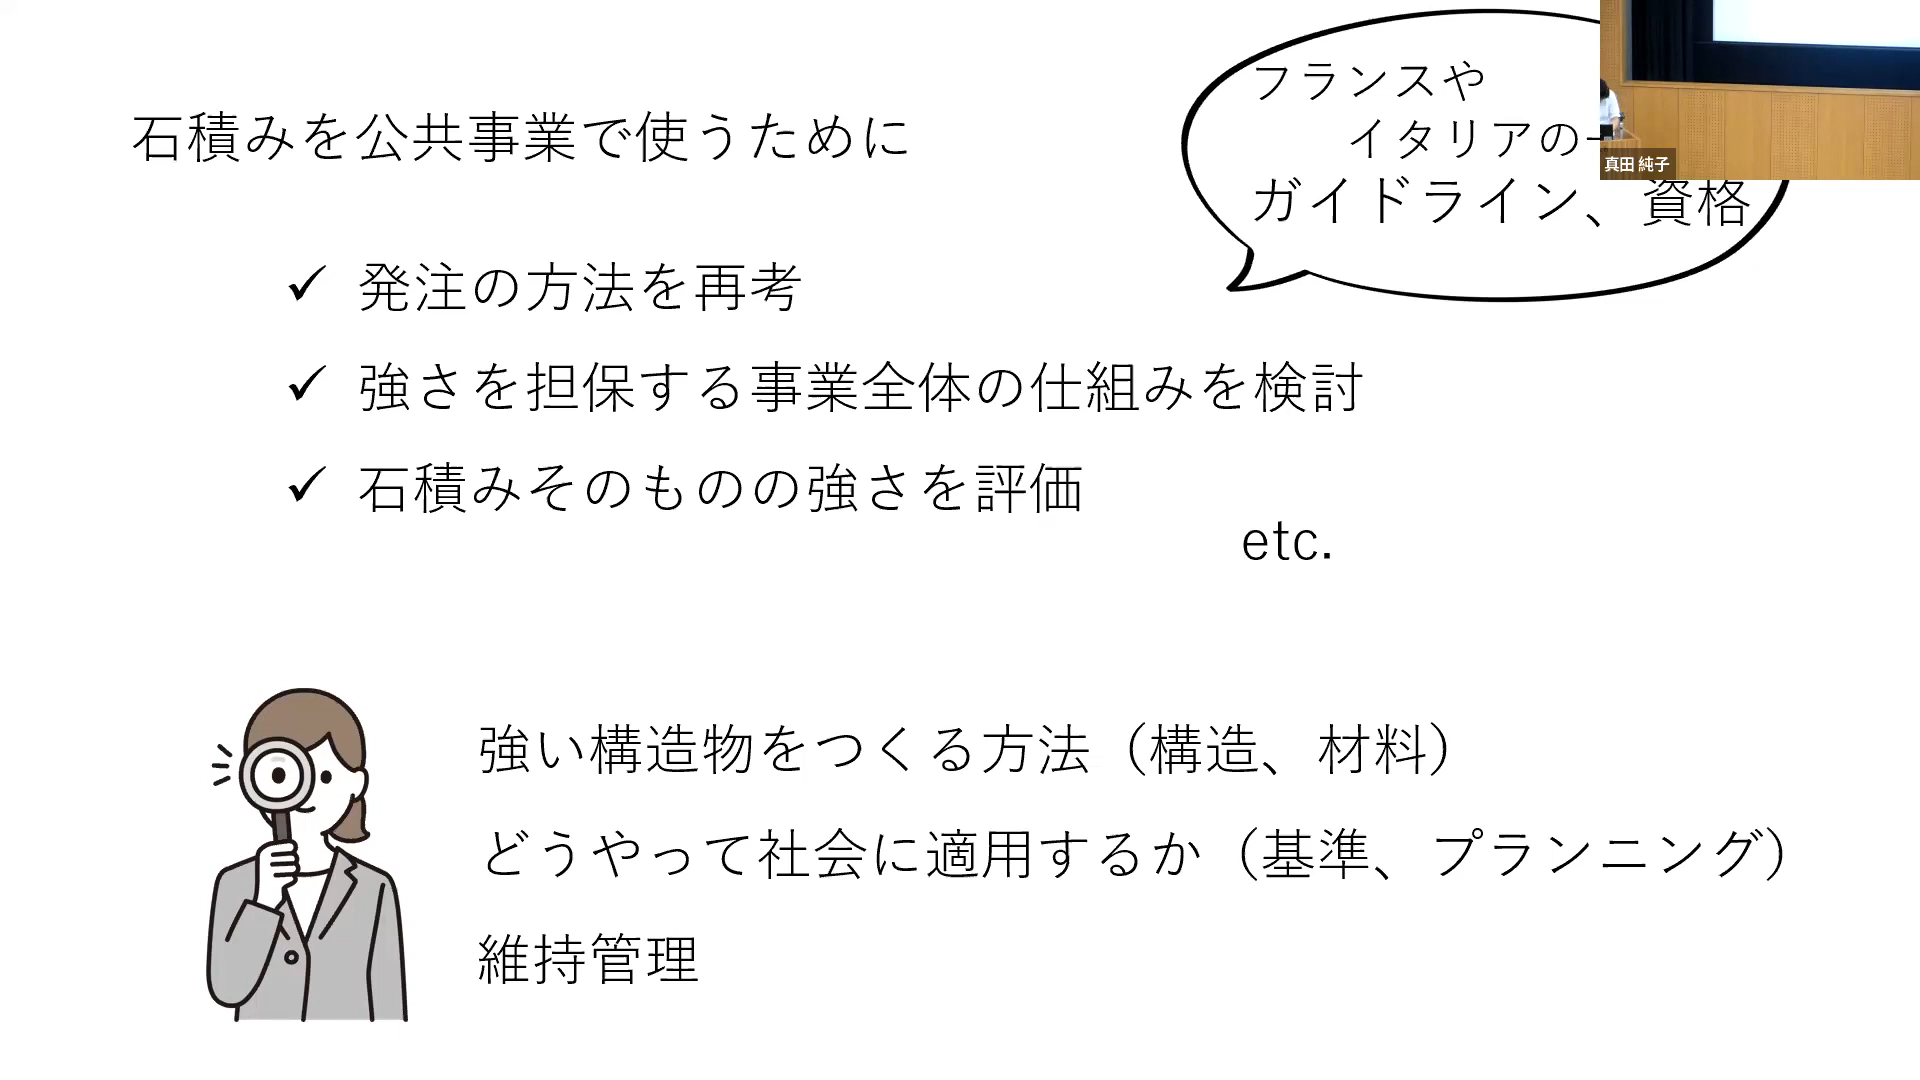 石積みを公共事業で使うために
フランスや
イタリアの
ガイドライン、資格
真田 純子
✓ 発注の方法を再考
✓ 強さを担保する事業全体の仕組みを検討
✓ 石積みそのものの強さを評価
etc.
強い構造物をつくる方法（構造、材料）
どうやって社会に適用するか（基準、プランニング）
維持管理